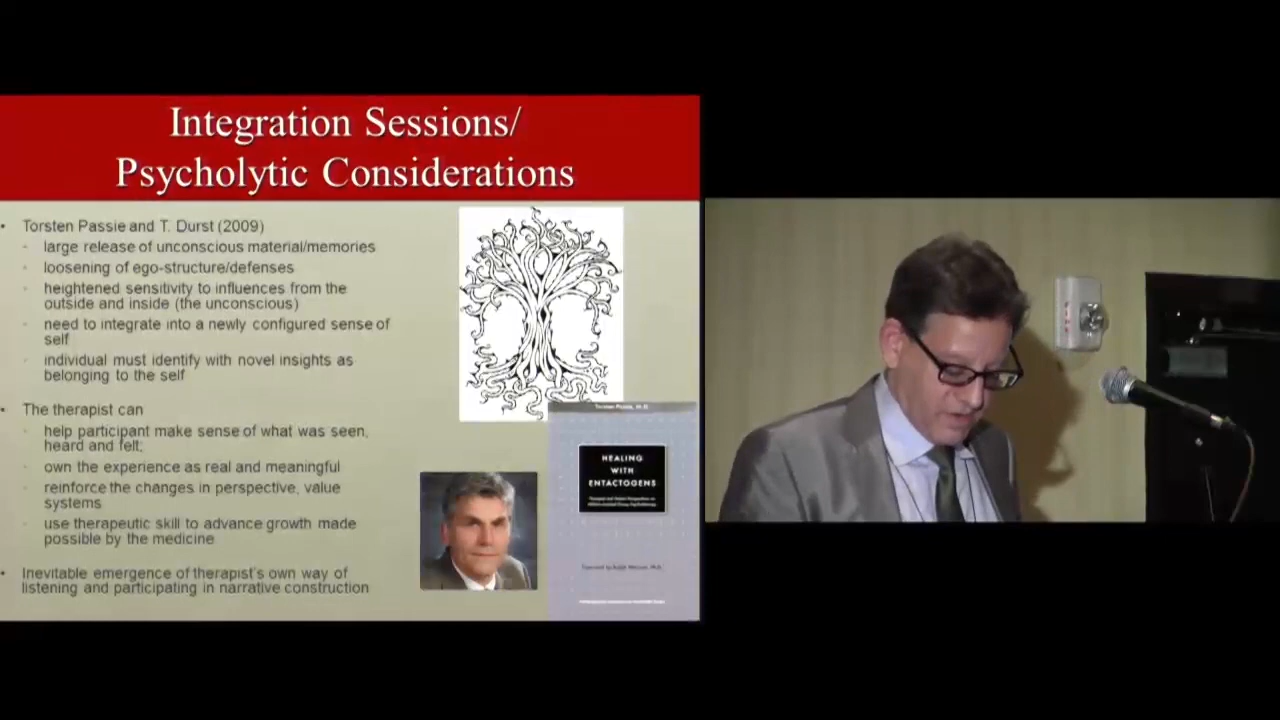 Integration Sessions/
Psycholytic Considerations
Torsten Passie and T. Durst (2009)
large release of unconscious material/memories
loosening of ego-structure/defenses
heightened sensitivity to influences from the
outside and inside (the unconscious)
need to integrate into a newly configured sense of
self
individual must identify with novel insights as
belonging to the self
The therapist can
help participant make sense of what was seen,
heard and felt;
own the experience as real and meaningful
reinforce the changes in perspective, value
systems
use therapeutic skill to advance growth made
possible by the medicine
Inevitable emergence of therapist's own way of
listening and participating in narrative construction
Torsten Passie, M.D.
HEALING
WITH
ENTACTOGENS